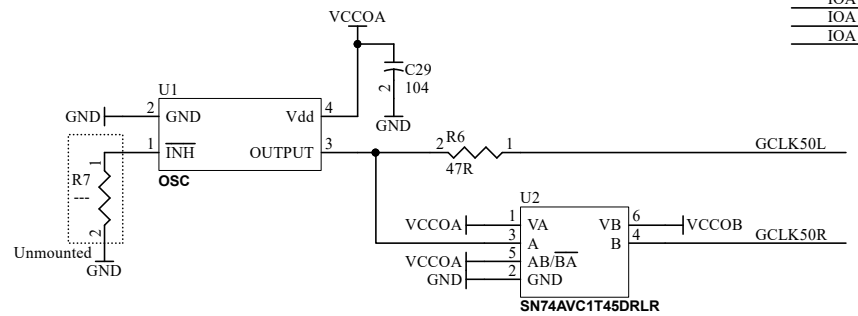 IOA
IOA
IOA
VCCOA
C29
104
2
GND
U1
GND 2 GND Vdd 4
1 INH OUTPUT 3
OSC
R7
---
1
2
Unmounted
GND
R6
2 1
47R
GCLK50L
U2
VCCOA 1 VA VB 6 VCCOB
3 A B 4 GCLK50R
VCCOA 5 AB/BA
GND 2 GND
SN74AVC1T45DRLR